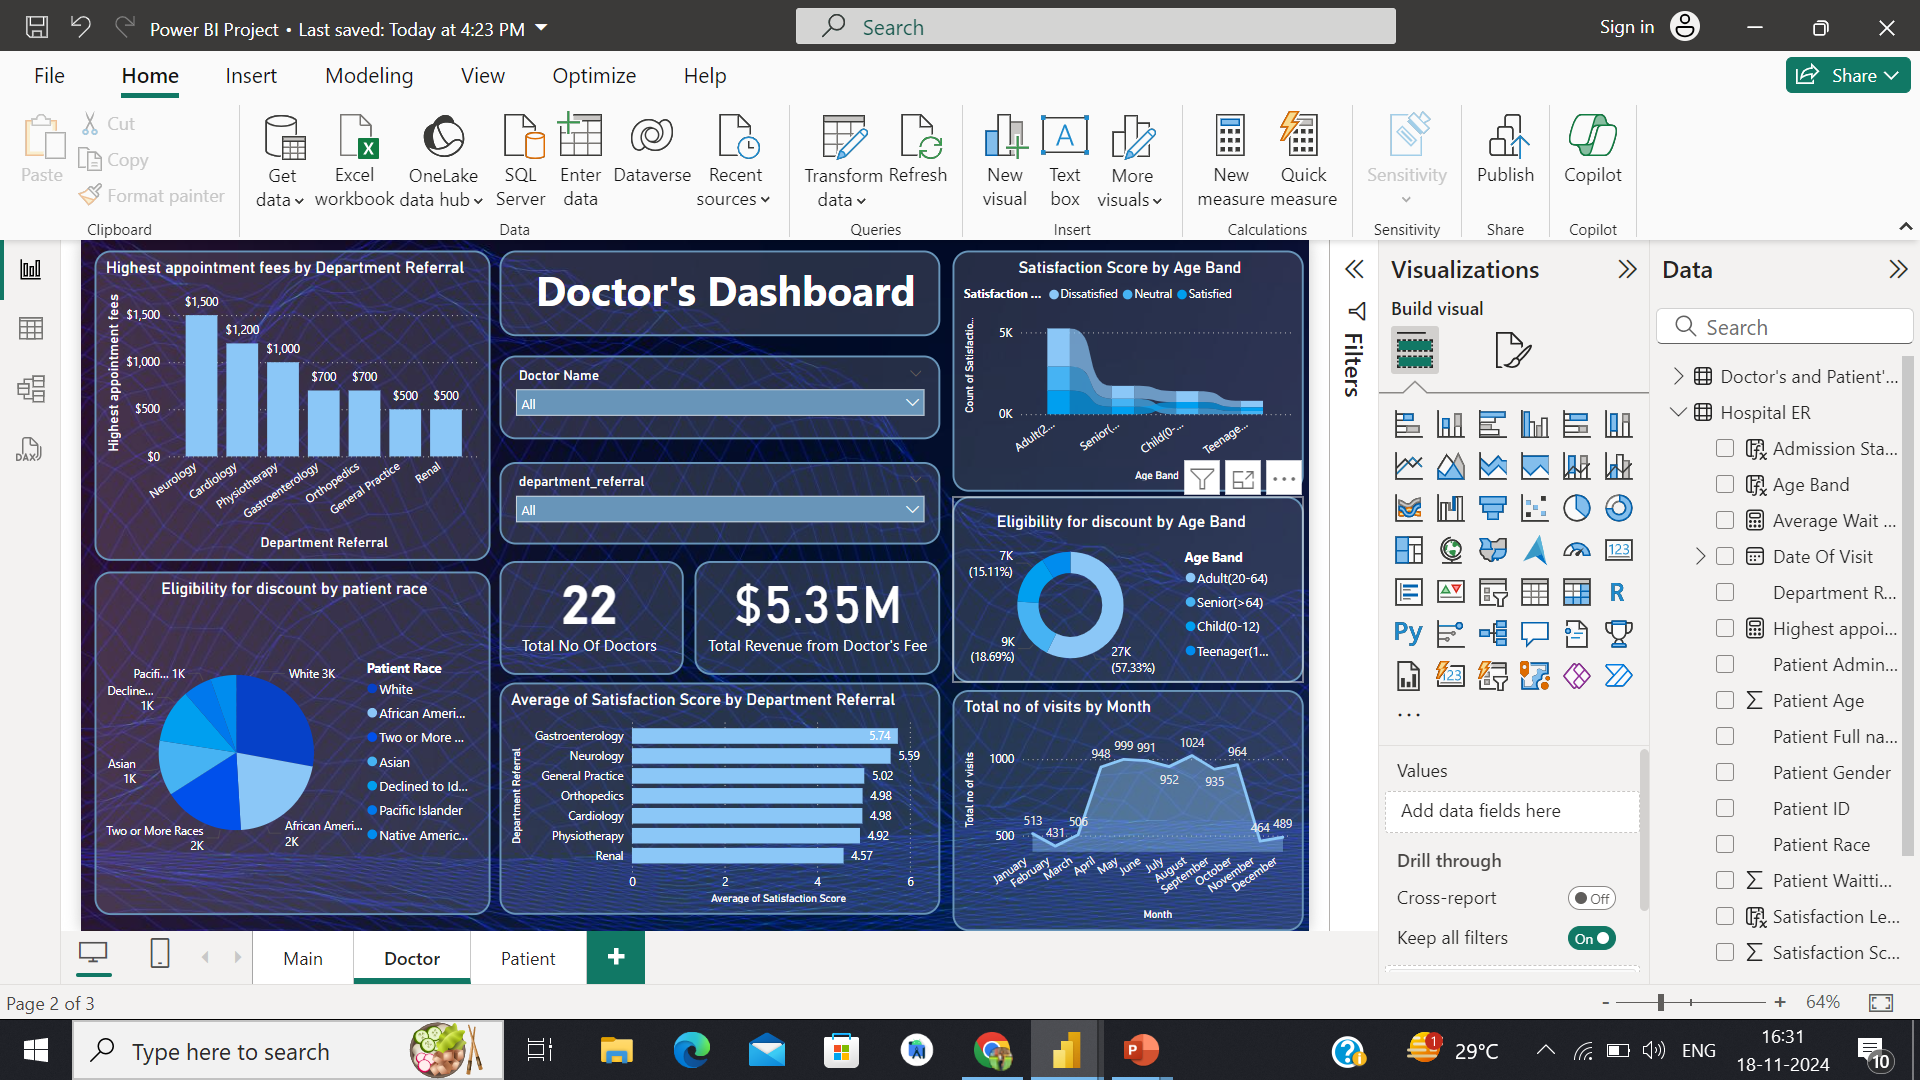 Power BI Project • Last saved: Today at 4:23 PM
Search
Sign in
File
Home
Insert
Modeling
View
Optimize
Help
Share
Paste
Cut
Copy
Format painter
Clipboard
Get
data
Excel
workbook
OneLake
data hub
SQL
Server
Enter
data
Dataverse
Recent
sources
Data
Transform
data
Refresh
Queries
New
visual
Text
box
More
visuals
Insert
New
measure
Quick
measure
Calculations
Sensitivity
Sensitivity
Publish
Share
Copilot
Copilot
Highest appointment fees by Department Referral
Highest appointment fees
$1,500
$1,000
$500
$0
$1,500
$1,200
$1,000
$700
$700
$500
$500
Neurology
Cardiology
Physiotherapy
Gastroenterology
Orthopedics
General Practice
Renal
Department Referral
Doctor's Dashboard
Doctor Name
All
department_referral
All
22
Total No Of Doctors
$5.35M
Total Revenue from Doctor's Fee
Satisfaction Score by Age Band
Satisfaction ...
Dissatisfied
Neutral
Satisfied
Count of Satisfactio...
5K
0K
Adult(2...
Senior(...
Child(0-...
Teenage...
Age Band
Eligibility for discount by Age Band
7K
(15.11%)
9K
(18.69%)
27K
(57.33%)
Age Band
Adult(20-64)
Senior(>64)
Child(0-12)
Teenager(1...
Eligibility for discount by patient race
Pacifi... 1K
Decline...
1K
Asian
1K
Two or More Races
2K
White 3K
African Ameri...
2K
Patient Race
White
African Ameri...
Two or More ...
Asian
Declined to Id...
Pacific Islander
Native Americ...
Average of Satisfaction Score by Department Referral
Department Referral
Gastroenterology
5.74
Neurology
5.59
General Practice
5.02
Orthopedics
4.98
Cardiology
4.98
Physiotherapy
4.92
Renal
4.57
0
2
4
6
Average of Satisfaction Score
Total no of visits by Month
Total no of visits
1000
500
513
431
506
948
999
991
952
1024
935
964
464
489
January
February
March
April
May
June
July
August
September
October
November
December
Month
Filters
Visualizations
Build visual
123
R
Py
123
...
Values
Add data fields here
Drill through
Cross-report
Off
Keep all filters
On
Data
Search
Doctor's and Patient'...
Hospital ER
Admission Sta...
Age Band
Average Wait ...
Date Of Visit
Department R...
Highest appoi...
Patient Admin...
Patient Age
Patient Full na...
Patient Gender
Patient ID
Patient Race
Patient Waitti...
Satisfaction Le...
Satisfaction Sc...
DAX
Main
Doctor
Patient
+
Page 2 of 3
- + 64%
Type here to search
1
29°C
ENG
16:31
18-11-2024
10